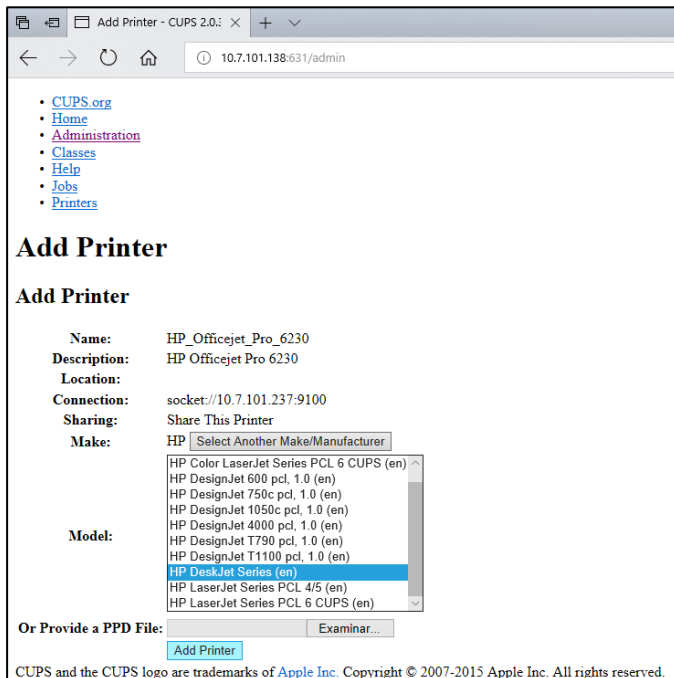 Add Printer - CUPS 2.0.:
10.7.101.138:631/admin
CUPS.org
Home
Administration
Classes
Help
Jobs
Printers
Add Printer
Add Printer
Name: HP_Officejet_Pro_6230
Description: HP Officejet Pro 6230
Location:
Connection: socket://10.7.101.237:9100
Sharing: Share This Printer
Make: HP Select Another Make/Manufacturer
HP Color LaserJet Series PCL 6 CUPS (en)
HP DesignJet 600 pcl, 1.0 (en)
HP DesignJet 750c pcl, 1.0 (en)
HP DesignJet 1050c pcl, 1.0 (en)
HP DesignJet 4000 pcl, 1.0 (en)
HP DesignJet T790 pcl, 1.0 (en)
HP DesignJet T1100 pcl, 1.0 (en)
Model:
HP DeskJet Series (en)
HP LaserJet Series PCL 4/5 (en)
HP LaserJet Series PCL 6 CUPS (en)
Or Provide a PPD File: Examinar...
Add Printer
CUPS and the CUPS logo are trademarks of Apple Inc. Copyright © 2007-2015 Apple Inc. All rights reserved.